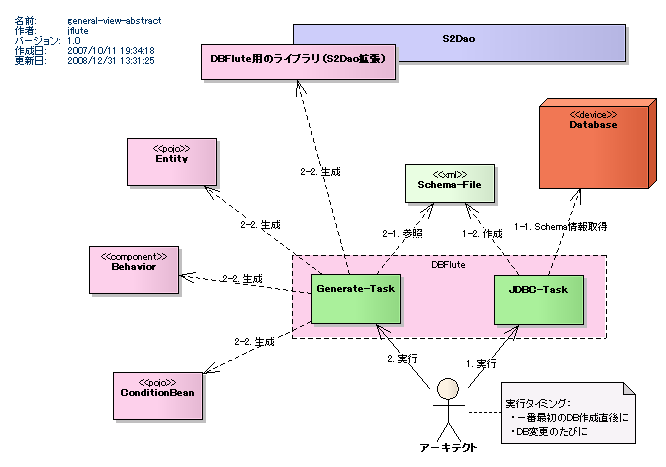 名前: general-view-abstract
作者: jflute
バージョン: 1.0
作成日: 2007/10/11 19:34:18
更新日: 2008/12/31 13:31:25
S2Dao
DBFlute用のライブラリ(S2Dao拡張)
<<device>>
Database
<<pojo>>
Entity
2-2. 生成
<<xml>>
Schema-File
2-2. 生成
2-1. 参照
1-2. 作成
1-1. Schema情報取得
<<component>>
Behavior
2-2. 生成
DBFlute
Generate-Task
JDBC-Task
2-2. 生成
2. 実行
1. 実行
<<pojo>>
ConditionBean
アーキテクト
実行タイミング:
・一番最初のDB作成直後に
・DB変更のたびに